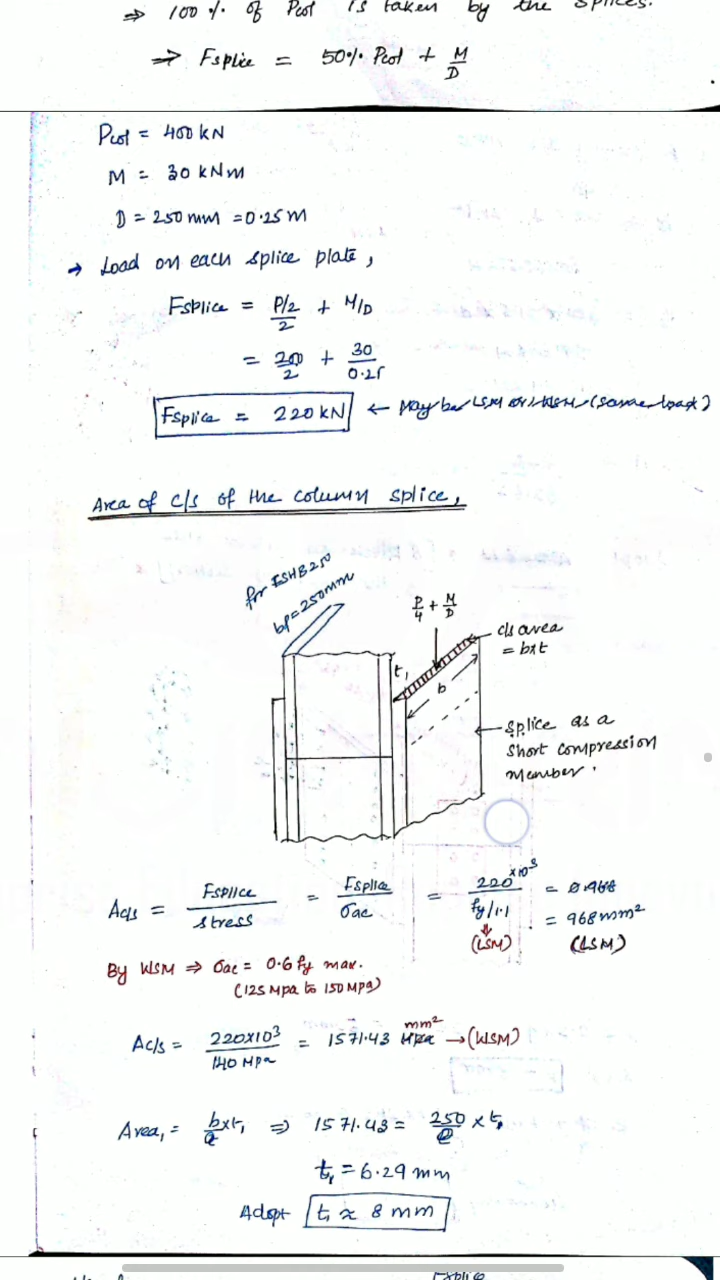 ⇒ 100 % of Pcol is taken by the splices.
⇒ Fsplice = 50% Pcol + M/D
Pcol = 400 kN
M = 30 kNm
D = 250 mm = 0.25 m
→ Load on each splice plate,
Fsplice = P/2/2 + M/D
= 200/2 + 30/0.25
Fsplice = 220 kN ← May be LSM or WSM (same load)
Area of c/s of the column splice,
for ISHB250
bf = 250mm
P/4 + M/D
c/s area
= b×t
t1
b
splice as a
short compression
member.
Ac/s = Fsplice/stress = Fsplice/σac = 220×10³/fy/1.1 = 0.968
= 968mm²
(LSM) (LSM)
By WSM ⇒ σac = 0.6 fy max.
(125 MPa to 150 MPa)
Ac/s = 220×10³/140 MPa = 1571.43 mm² → (WSM)
Area, = b×t1 ⇒ 1571.43 = 250 × t1
t1 = 6.29 mm
Adopt t1 ≈ 8 mm